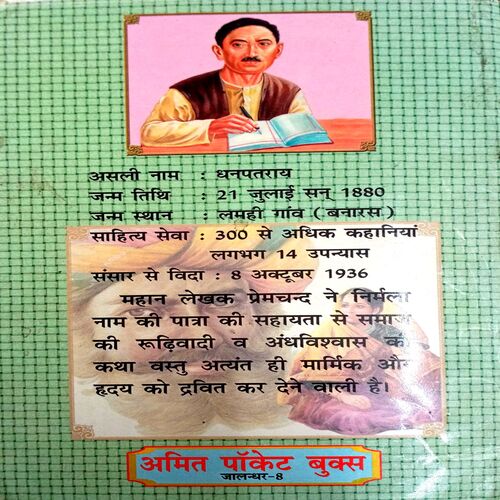 असली नाम : धनपतराय
जन्म तिथि : 21 जुलाई सन् 1880
जन्म स्थान : लमही गांव (बनारस)
साहित्य सेवा : 300 से अधिक कहानियां
लगभग 14 उपन्यास
संसार से विदा : 8 अक्टूबर 1936
महान लेखक प्रेमचन्द ने निर्मला
नाम की पात्रा की सहायता से समाज
की रूढ़िवादी व अंधविश्वास की
कथा वस्तु अत्यंत ही मार्मिक और
हृदय को द्रवित कर देने वाली है।
अमित पॉकेट बुक्स
जालन्धर-8